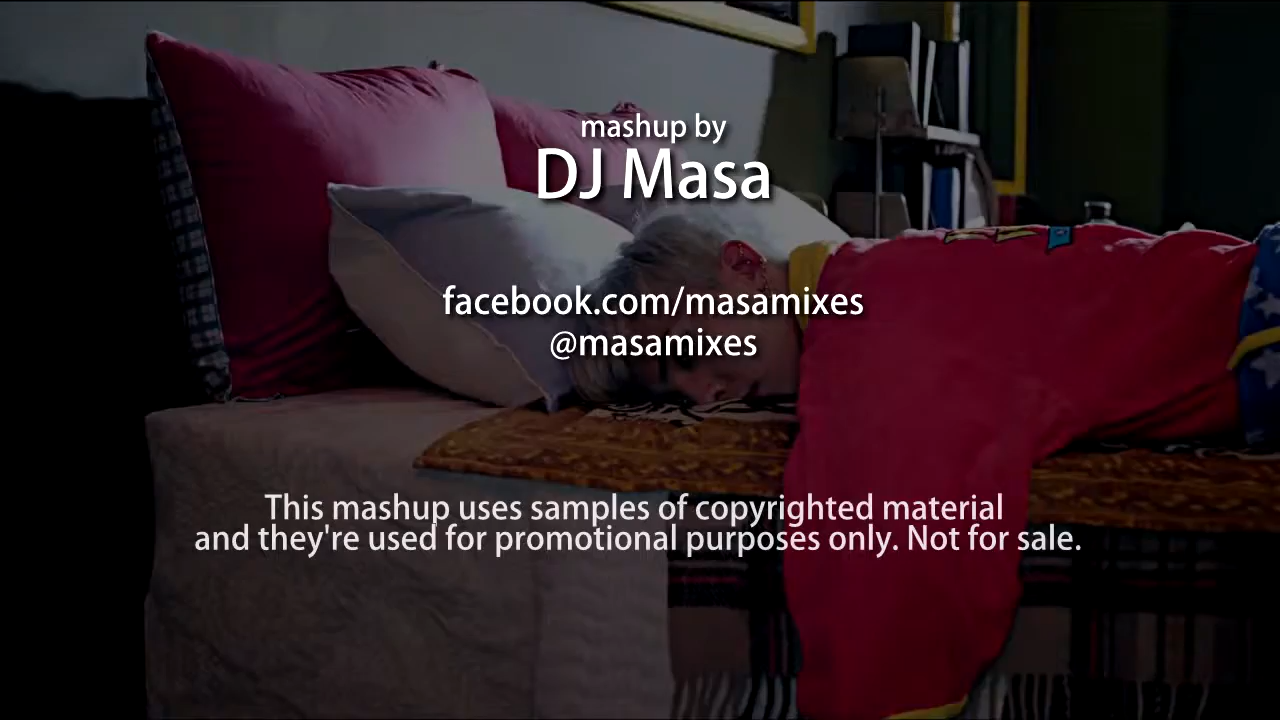 mashup by
DJ Masa
facebook.com/masamixes
@masamixes
This mashup uses samples of copyrighted material
and they're used for promotional purposes only. Not for sale.